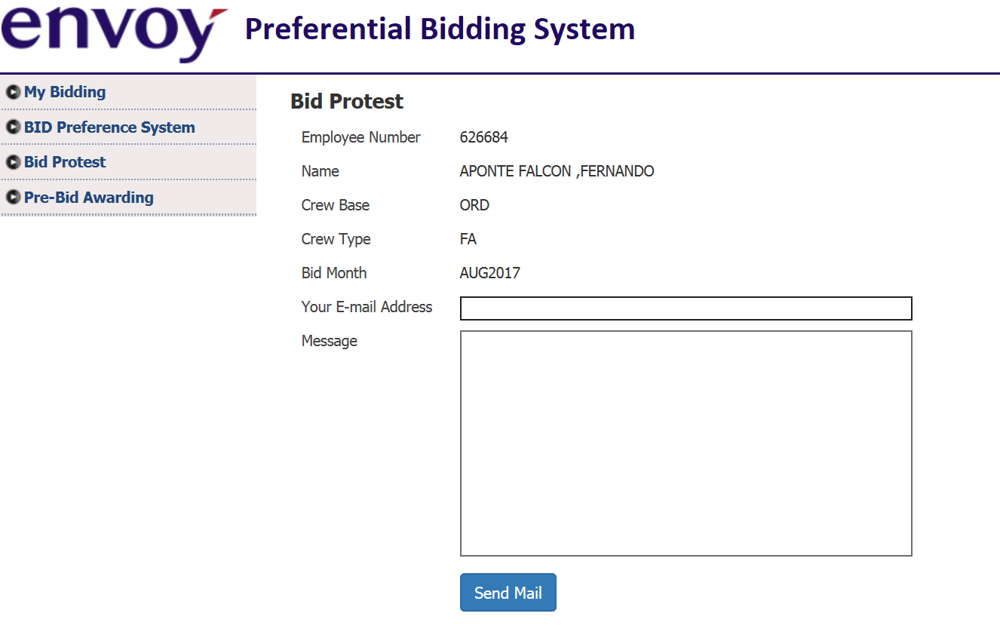 envoy Preferential Bidding System
My Bidding
BID Preference System
Bid Protest
Pre-Bid Awarding
Bid Protest
Employee Number 626684
Name APONTE FALCON ,FERNANDO
Crew Base ORD
Crew Type FA
Bid Month AUG2017
Your E-mail Address
Message
Send Mail